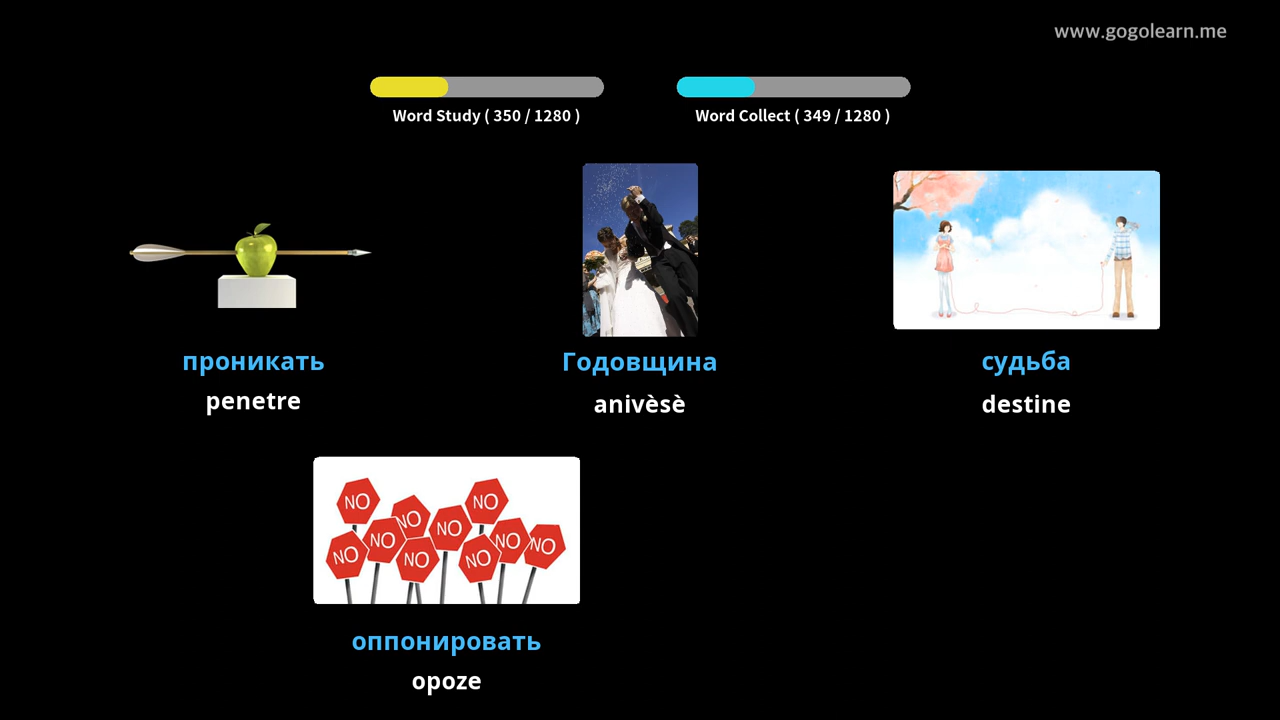 www.gogolearn.me
Word Study ( 350 / 1280 )
Word Collect ( 349 / 1280 )
проникать
penetre
Годовщина
anivèsè
судьба
destine
NO
NO
NO
NO
NO
NO
NO
NO
NO
NO
оппонировать
opoze